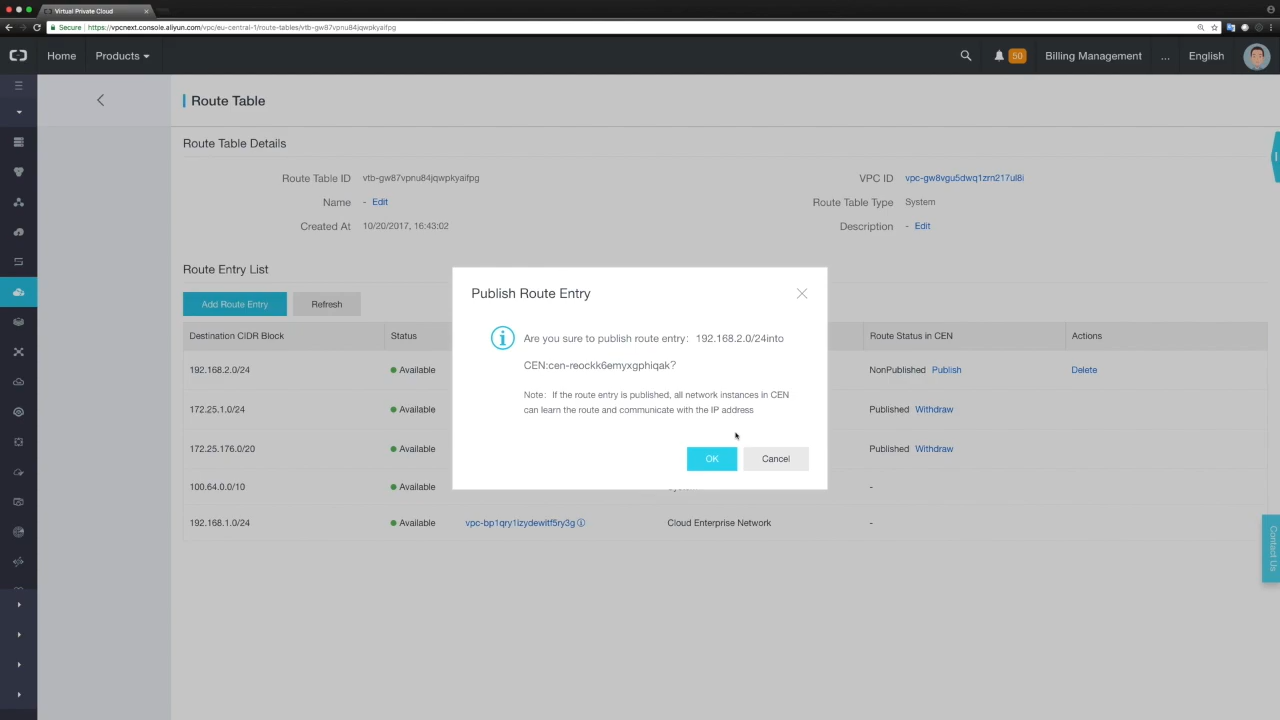 Virtual Private Cloud
Secure
https://vpcnext.console.aliyun.com/vpc/eu-central-1/route-tables/vtb-gw87vpnu84jqwpkyaifpg
Home
Products
50
Billing Management
...
English
Route Table
Route Table Details
Route Table ID vtb-gw87vpnu84jqwpkyaifpg
VPC ID vpc-gw8vgu5dwq1zrn217ul8i
Name - Edit
Route Table Type System
Created At 10/20/2017, 16:43:02
Description - Edit
Route Entry List
Add Route Entry
Refresh
Destination CIDR Block Status Route Status in CEN Actions
192.168.2.0/24 Available NonPublished Publish Delete
172.25.1.0/24 Available Published Withdraw
172.25.176.0/20 Available Published Withdraw
100.64.0.0/10 Available -
192.168.1.0/24 Available vpc-bp1qry1izydewitf5ry3g Cloud Enterprise Network -
Publish Route Entry
Are you sure to publish route entry: 192.168.2.0/24into
CEN:cen-reockk6emyxgphiqak?
Note: If the route entry is published, all network instances in CEN
can learn the route and communicate with the IP address
OK
Cancel
Contact Us